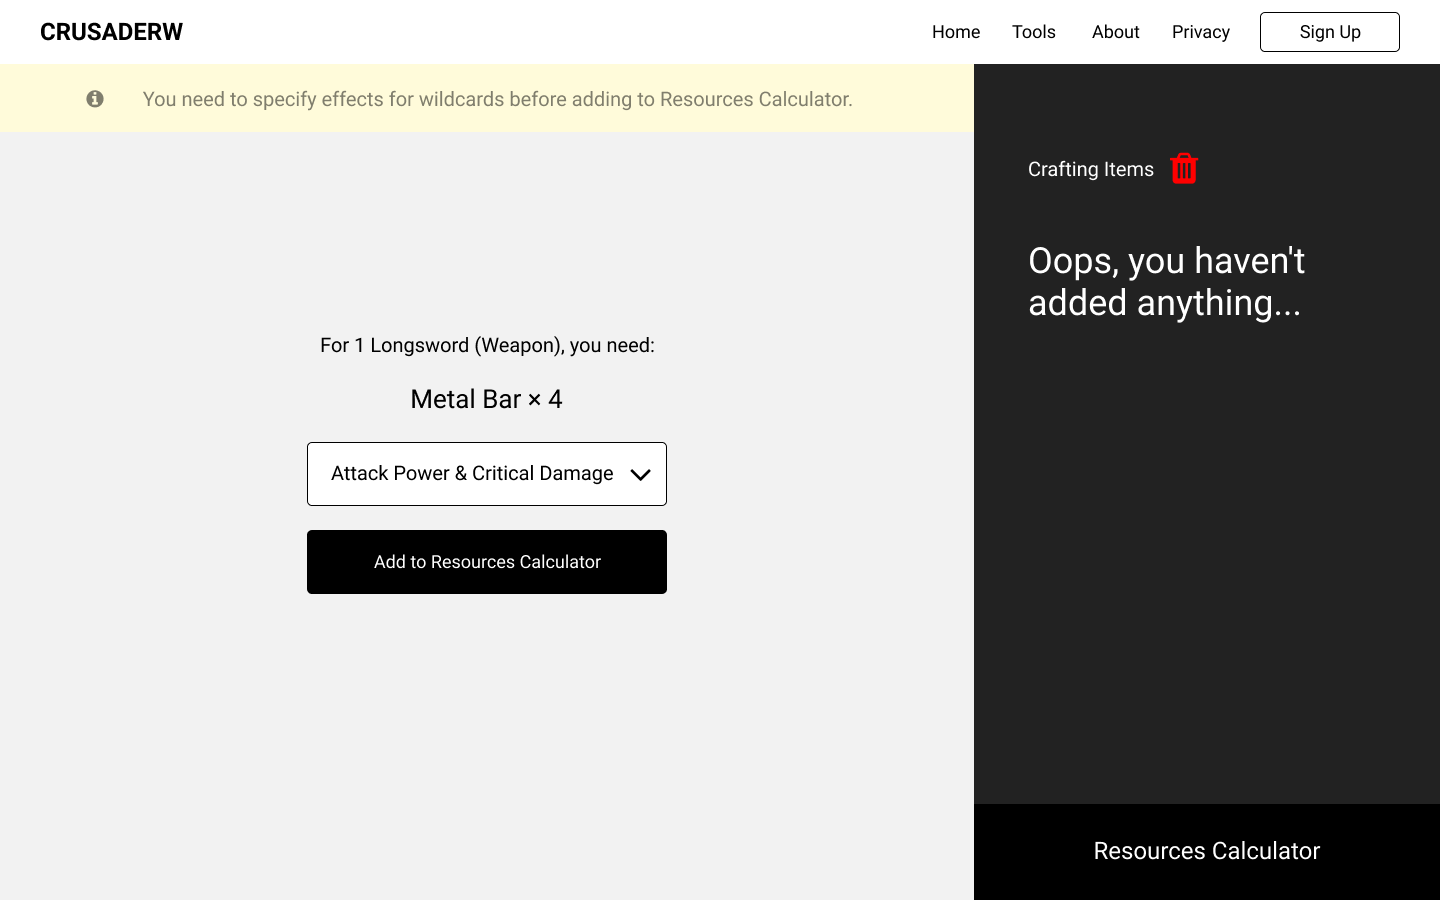 CRUSADERW
Home
Tools
About
Privacy
Sign Up
You need to specify effects for wildcards before adding to Resources Calculator.
For 1 Longsword (Weapon), you need:
Metal Bar × 4
Attack Power & Critical Damage
Add to Resources Calculator
Crafting Items
Oops, you haven't
added anything...
Resources Calculator